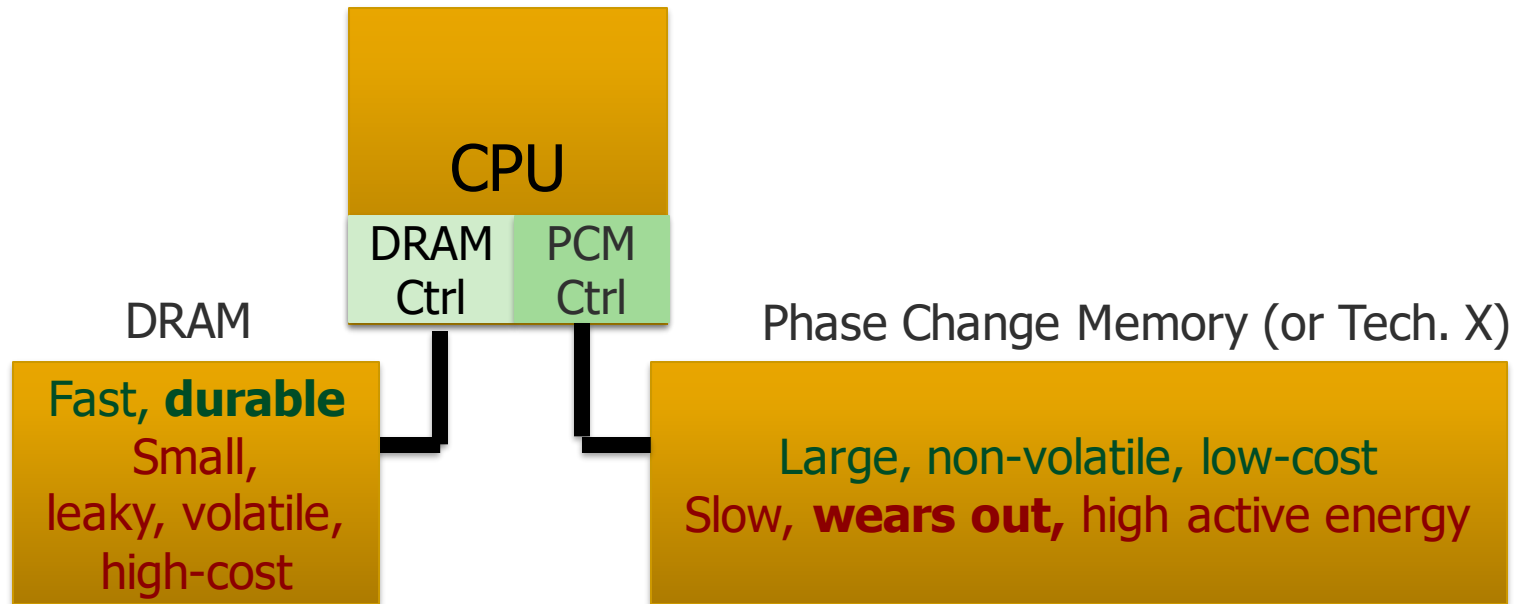 CPU
DRAM
Ctrl
PCM
Ctrl
DRAM
Fast, durable
Small,
leaky, volatile,
high-cost
Phase Change Memory (or Tech. X)
Large, non-volatile, low-cost
Slow, wears out, high active energy